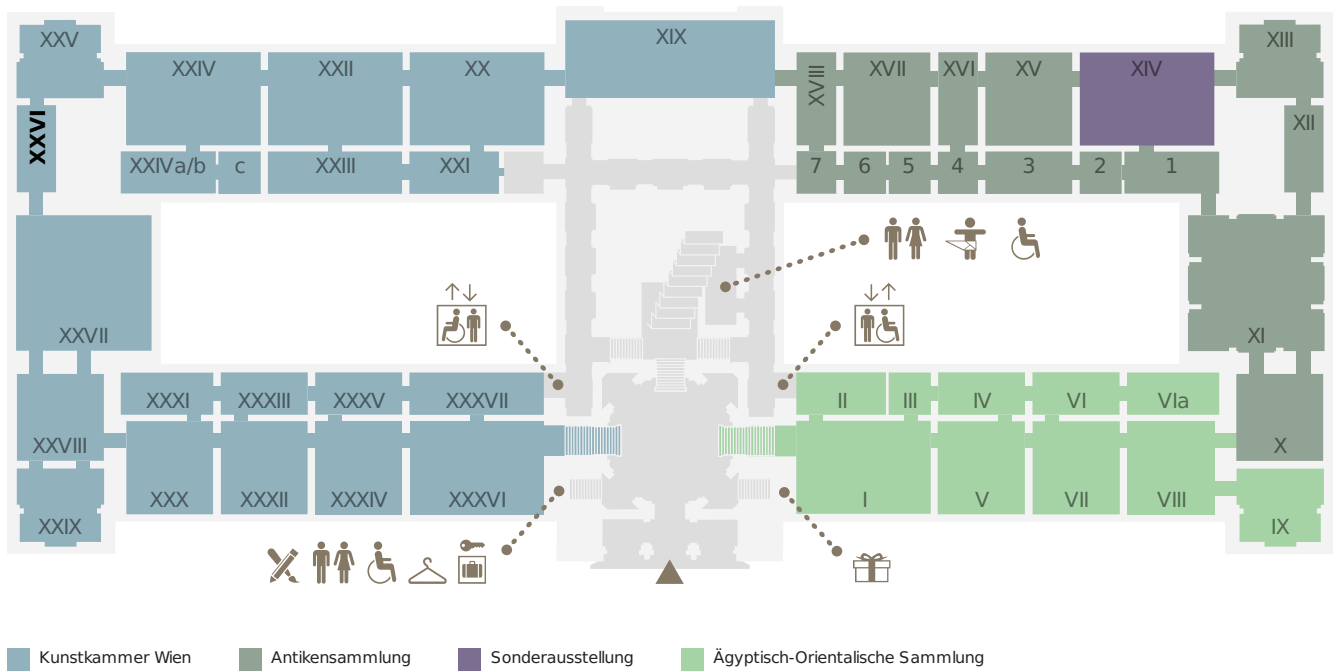 XXV
XXIV
XXII
XX
XIX
XVIII
XVII
XVI
XV
XIV
XIII
XXVI
XII
XXIVa/b
c
XXIII
XXI
7
6
5
4
3
2
1
XXVII
XI
XXXI
XXXIII
XXXV
XXXVII
II
III
IV
VI
VIa
XXVIII
X
XXX
XXXII
XXXIV
XXXVI
I
V
VII
VIII
XXIX
IX
Kunstkammer Wien
Antikensammlung
Sonderausstellung
Ägyptisch-Orientalische Sammlung